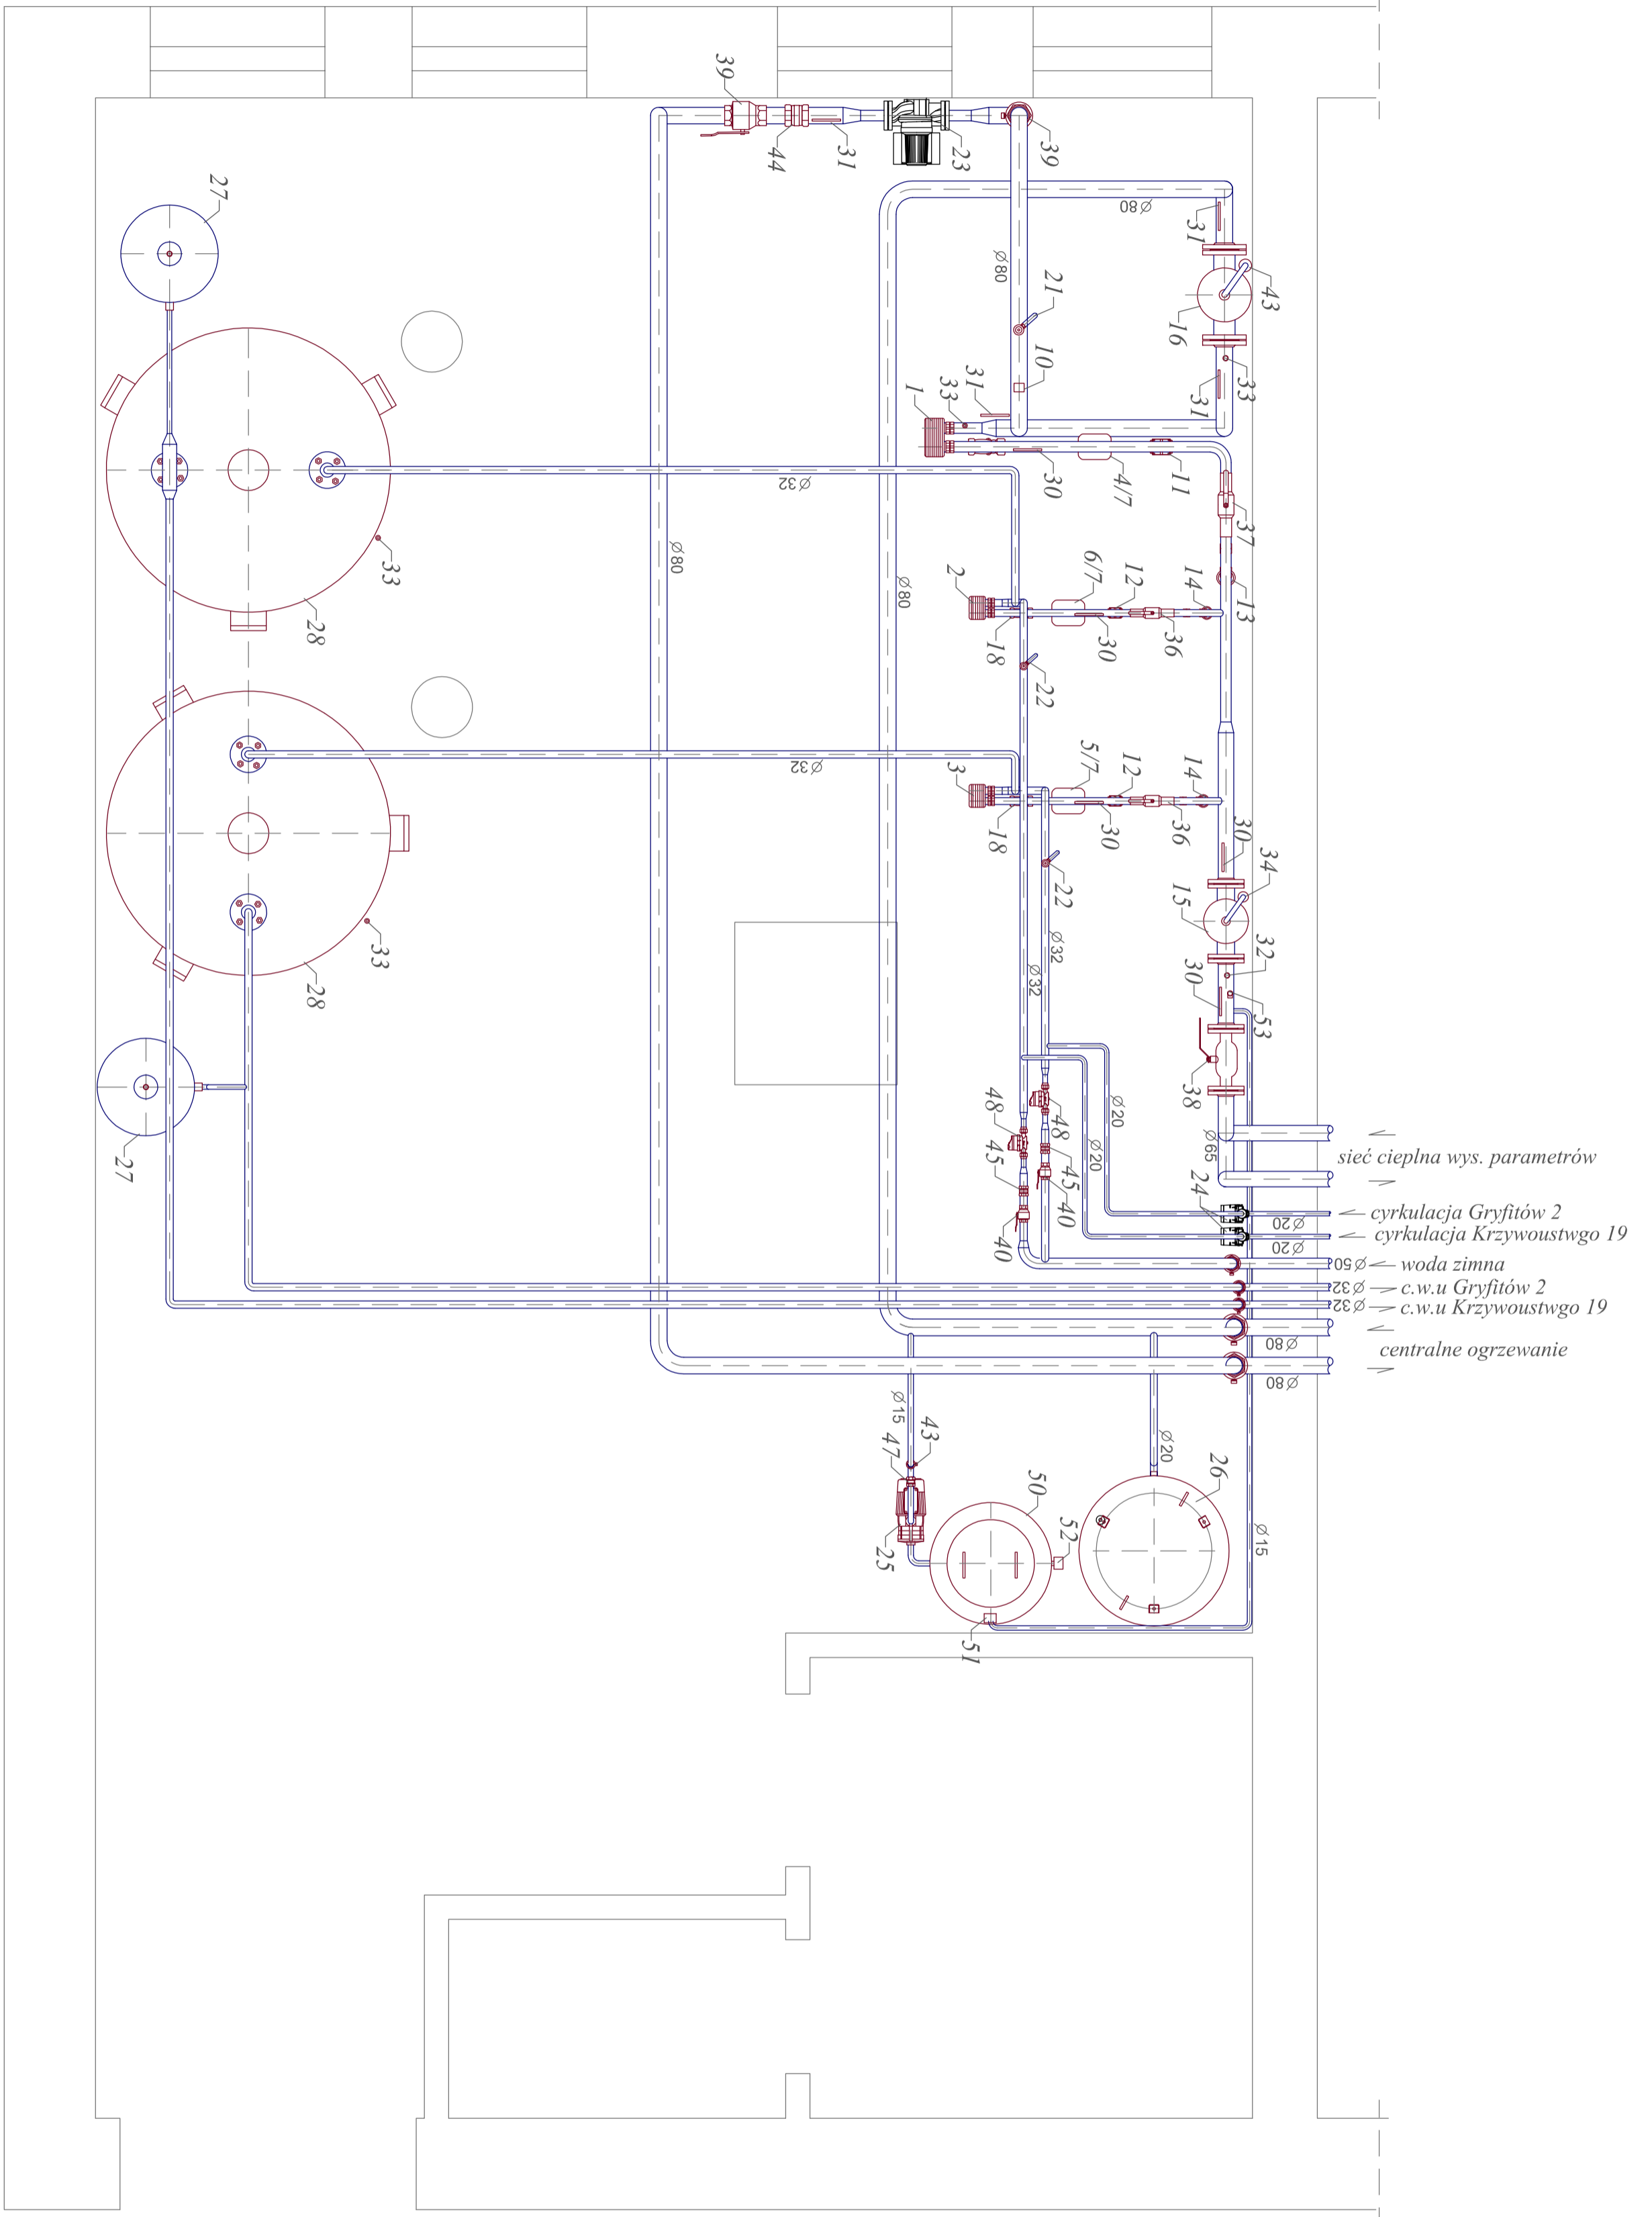 39
44
31
23
39
27
Ø80
31
43
16
Ø80
21
10
33
31
31
33
1
30
4/7
11
37
Ø32
33
28
Ø80
Ø80
2
6/7
12
14
13
18
30
36
22
Ø32
3
5/7
12
14
18
30
36
30
34
22
15
32
33
28
Ø32
Ø32
30
53
38
27
48
48
Ø20
Ø20
Ø65
45
45
40
40
24
sieć cieplna wys. parametrów
cyrkulacja Gryfitów 2
Ø20
cyrkulacja Krzywoustwgo 19
Ø20
Ø50 woda zimna
Ø32 c.w.u Gryfitów 2
Ø32 c.w.u Krzywoustwgo 19
Ø80
centralne ogrzewanie
Ø80
Ø15
43
47
Ø20
26
50
52
25
Ø15
51